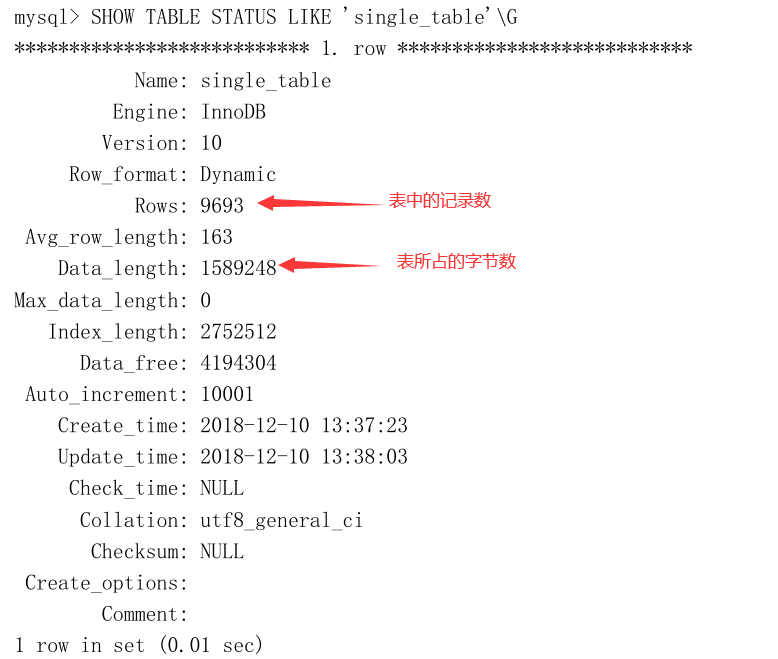 mysql> SHOW TABLE STATUS LIKE 'single_table'\G
*************************** 1. row ***************************
Name: single_table
Engine: InnoDB
Version: 10
Row_format: Dynamic
Rows: 9693 表中的记录数
Avg_row_length: 163
Data_length: 1589248 表所占的字节数
Max_data_length: 0
Index_length: 2752512
Data_free: 4194304
Auto_increment: 10001
Create_time: 2018-12-10 13:37:23
Update_time: 2018-12-10 13:38:03
Check_time: NULL
Collation: utf8_general_ci
Checksum: NULL
Create_options:
Comment:
1 row in set (0.01 sec)